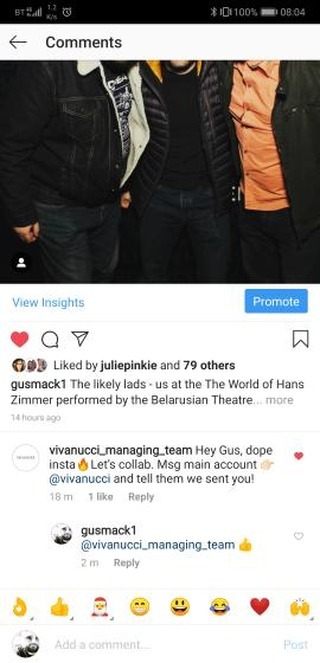 BT 4G 1.2 K/s 100% 08:04
Comments
View Insights
Promote
Liked by juliepinkie and 79 others
gusmack1 The likely lads - us at the The World of Hans
Zimmer performed by the Belarusian Theatre... more
14 hours ago
vivanucci_managing_team Hey Gus, dope
insta🔥Let's collab. Msg main account 👉🏻
@vivanucci and tell them we sent you!
18 m 1 like Reply
gusmack1
@vivanucci_managing_team 👍
2 m Reply
Add a comment... Post